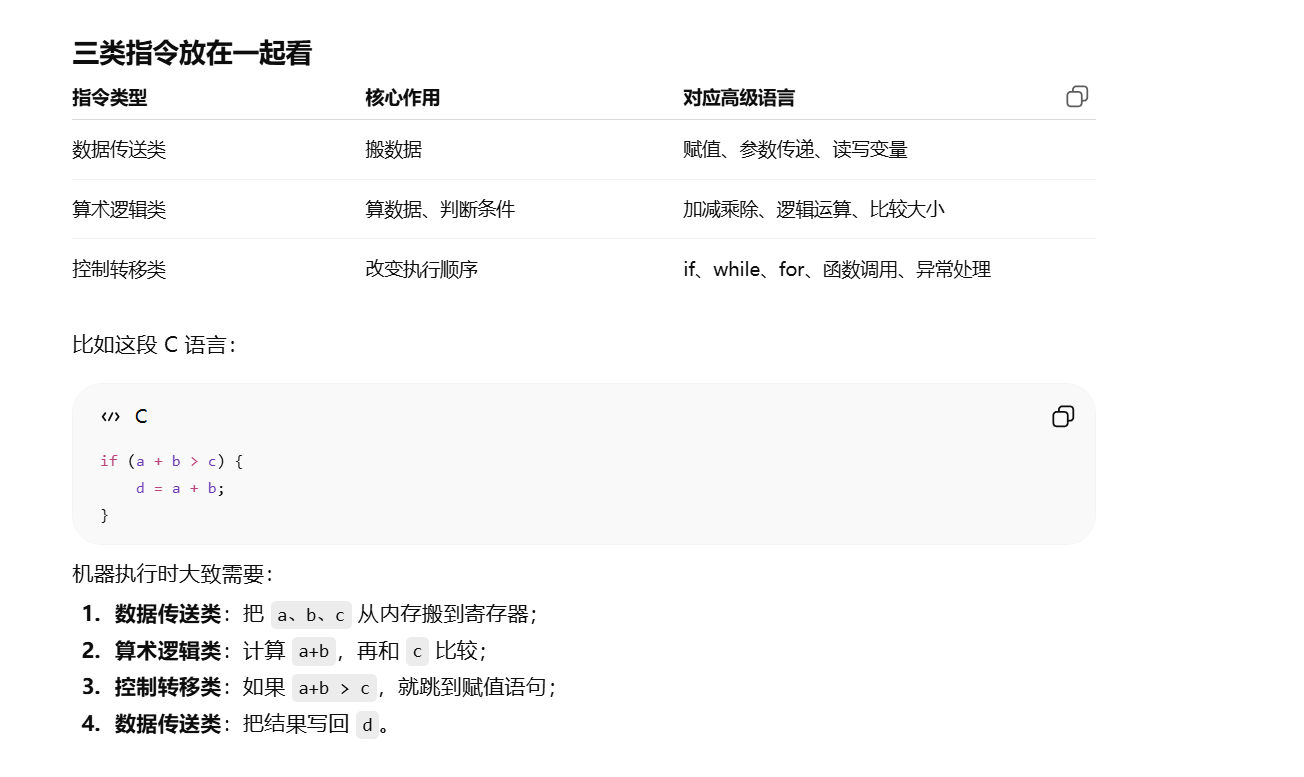 三类指令放在一起看
指令类型 核心作用 对应高级语言
数据传送类 搬数据 赋值、参数传递、读写变量
算术逻辑类 算数据、判断条件 加减乘除、逻辑运算、比较大小
控制转移类 改变执行顺序 if、while、for、函数调用、异常处理
比如这段 C 语言：
</> C
if (a + b > c) {
    d = a + b;
}
机器执行时大致需要：
1. 数据传送类：把 a、b、c 从内存搬到寄存器；
2. 算术逻辑类：计算 a+b，再和 c 比较；
3. 控制转移类：如果 a+b > c，就跳到赋值语句；
4. 数据传送类：把结果写回 d。